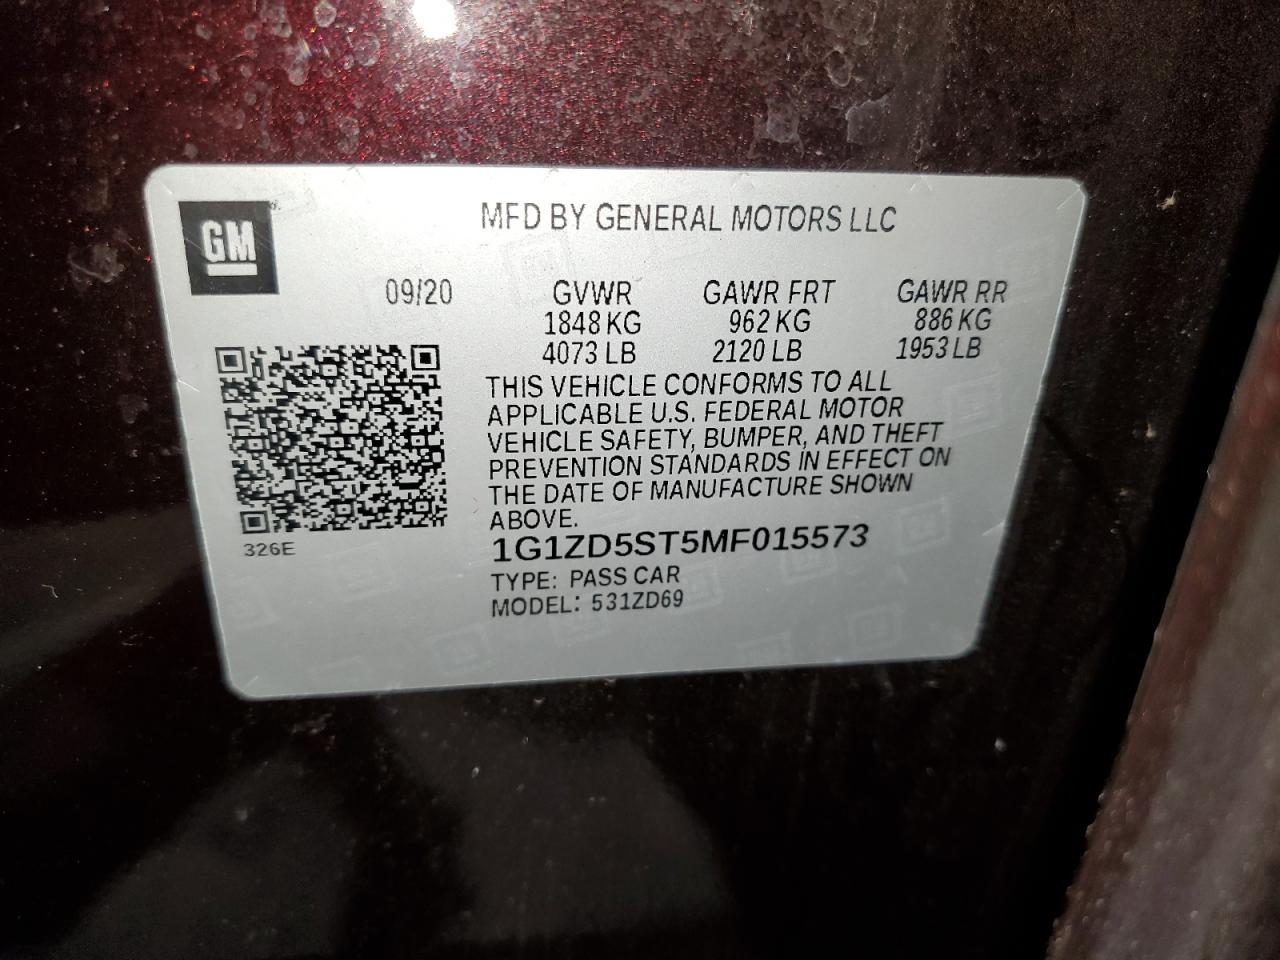 GM
MFD BY GENERAL MOTORS LLC
09/20 GVWR GAWR FRT GAWR RR
1848 KG 962 KG 886 KG
4073 LB 2120 LB 1953 LB
THIS VEHICLE CONFORMS TO ALL
APPLICABLE U.S. FEDERAL MOTOR
VEHICLE SAFETY, BUMPER, AND THEFT
PREVENTION STANDARDS IN EFFECT ON
THE DATE OF MANUFACTURE SHOWN
ABOVE.
326E
1G1ZD5ST5MF015573
TYPE: PASS CAR
MODEL: 531ZD69